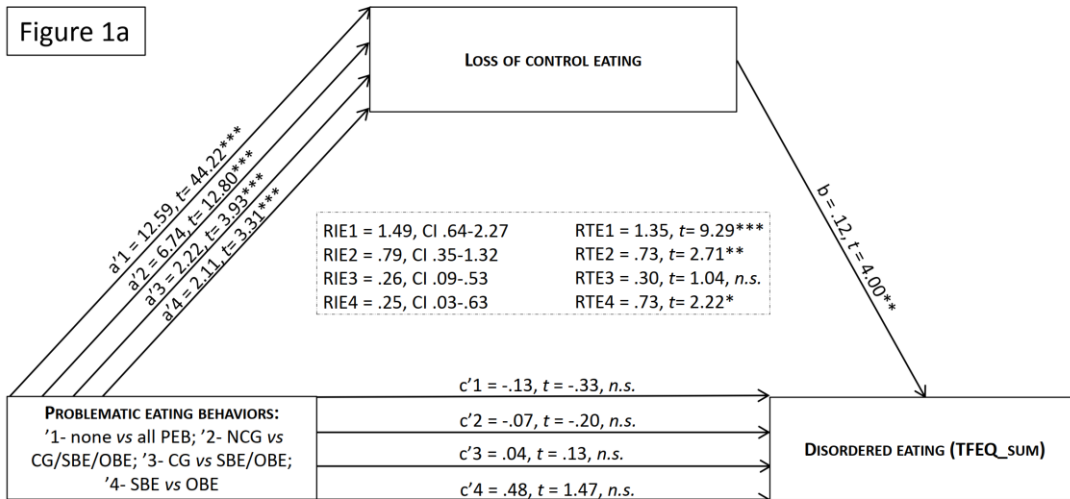 Figure 1a
LOSS OF CONTROL EATING
a'1 = 12.59, t= 44.22***
a'2 = 6.74, t= 12.80***
a'3 = 2.22, t= 3.93***
a'4 = 2.11, t= 3.31***
b = .12, t = 4.00**
RIE1 = 1.49, CI .64-2.27
RIE2 = .79, CI .35-1.32
RIE3 = .26, CI .09-.53
RIE4 = .25, CI .03-.63
RTE1 = 1.35, t= 9.29***
RTE2 = .73, t= 2.71**
RTE3 = .30, t= 1.04, n.s.
RTE4 = .73, t= 2.22*
c'1 = -.13, t = -.33, n.s.
c'2 = -.07, t = -.20, n.s.
c'3 = .04, t = .13, n.s.
c'4 = .48, t = 1.47, n.s.
PROBLEMATIC EATING BEHAVIORS:
'1- none vs all PEB; '2- NCG vs
CG/SBE/OBE; '3- CG vs SBE/OBE;
'4- SBE vs OBE
DISORDERED EATING (TFEQ_SUM)